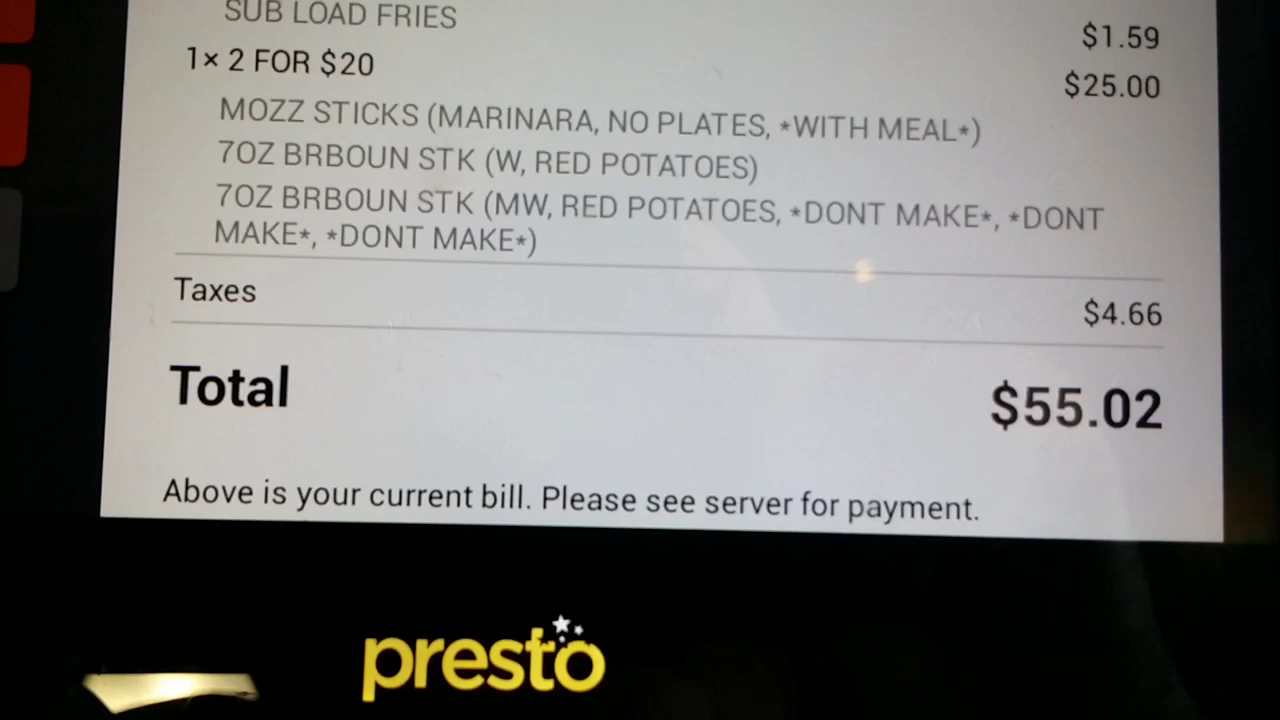 SUB LOAD FRIES $1.59
1× 2 FOR $20 $25.00
MOZZ STICKS (MARINARA, NO PLATES, *WITH MEAL*)
7OZ BRBOUN STK (W, RED POTATOES)
7OZ BRBOUN STK (MW, RED POTATOES, *DONT MAKE*, *DONT
MAKE*, *DONT MAKE*)
Taxes $4.66
Total $55.02
Above is your current bill. Please see server for payment.
presto